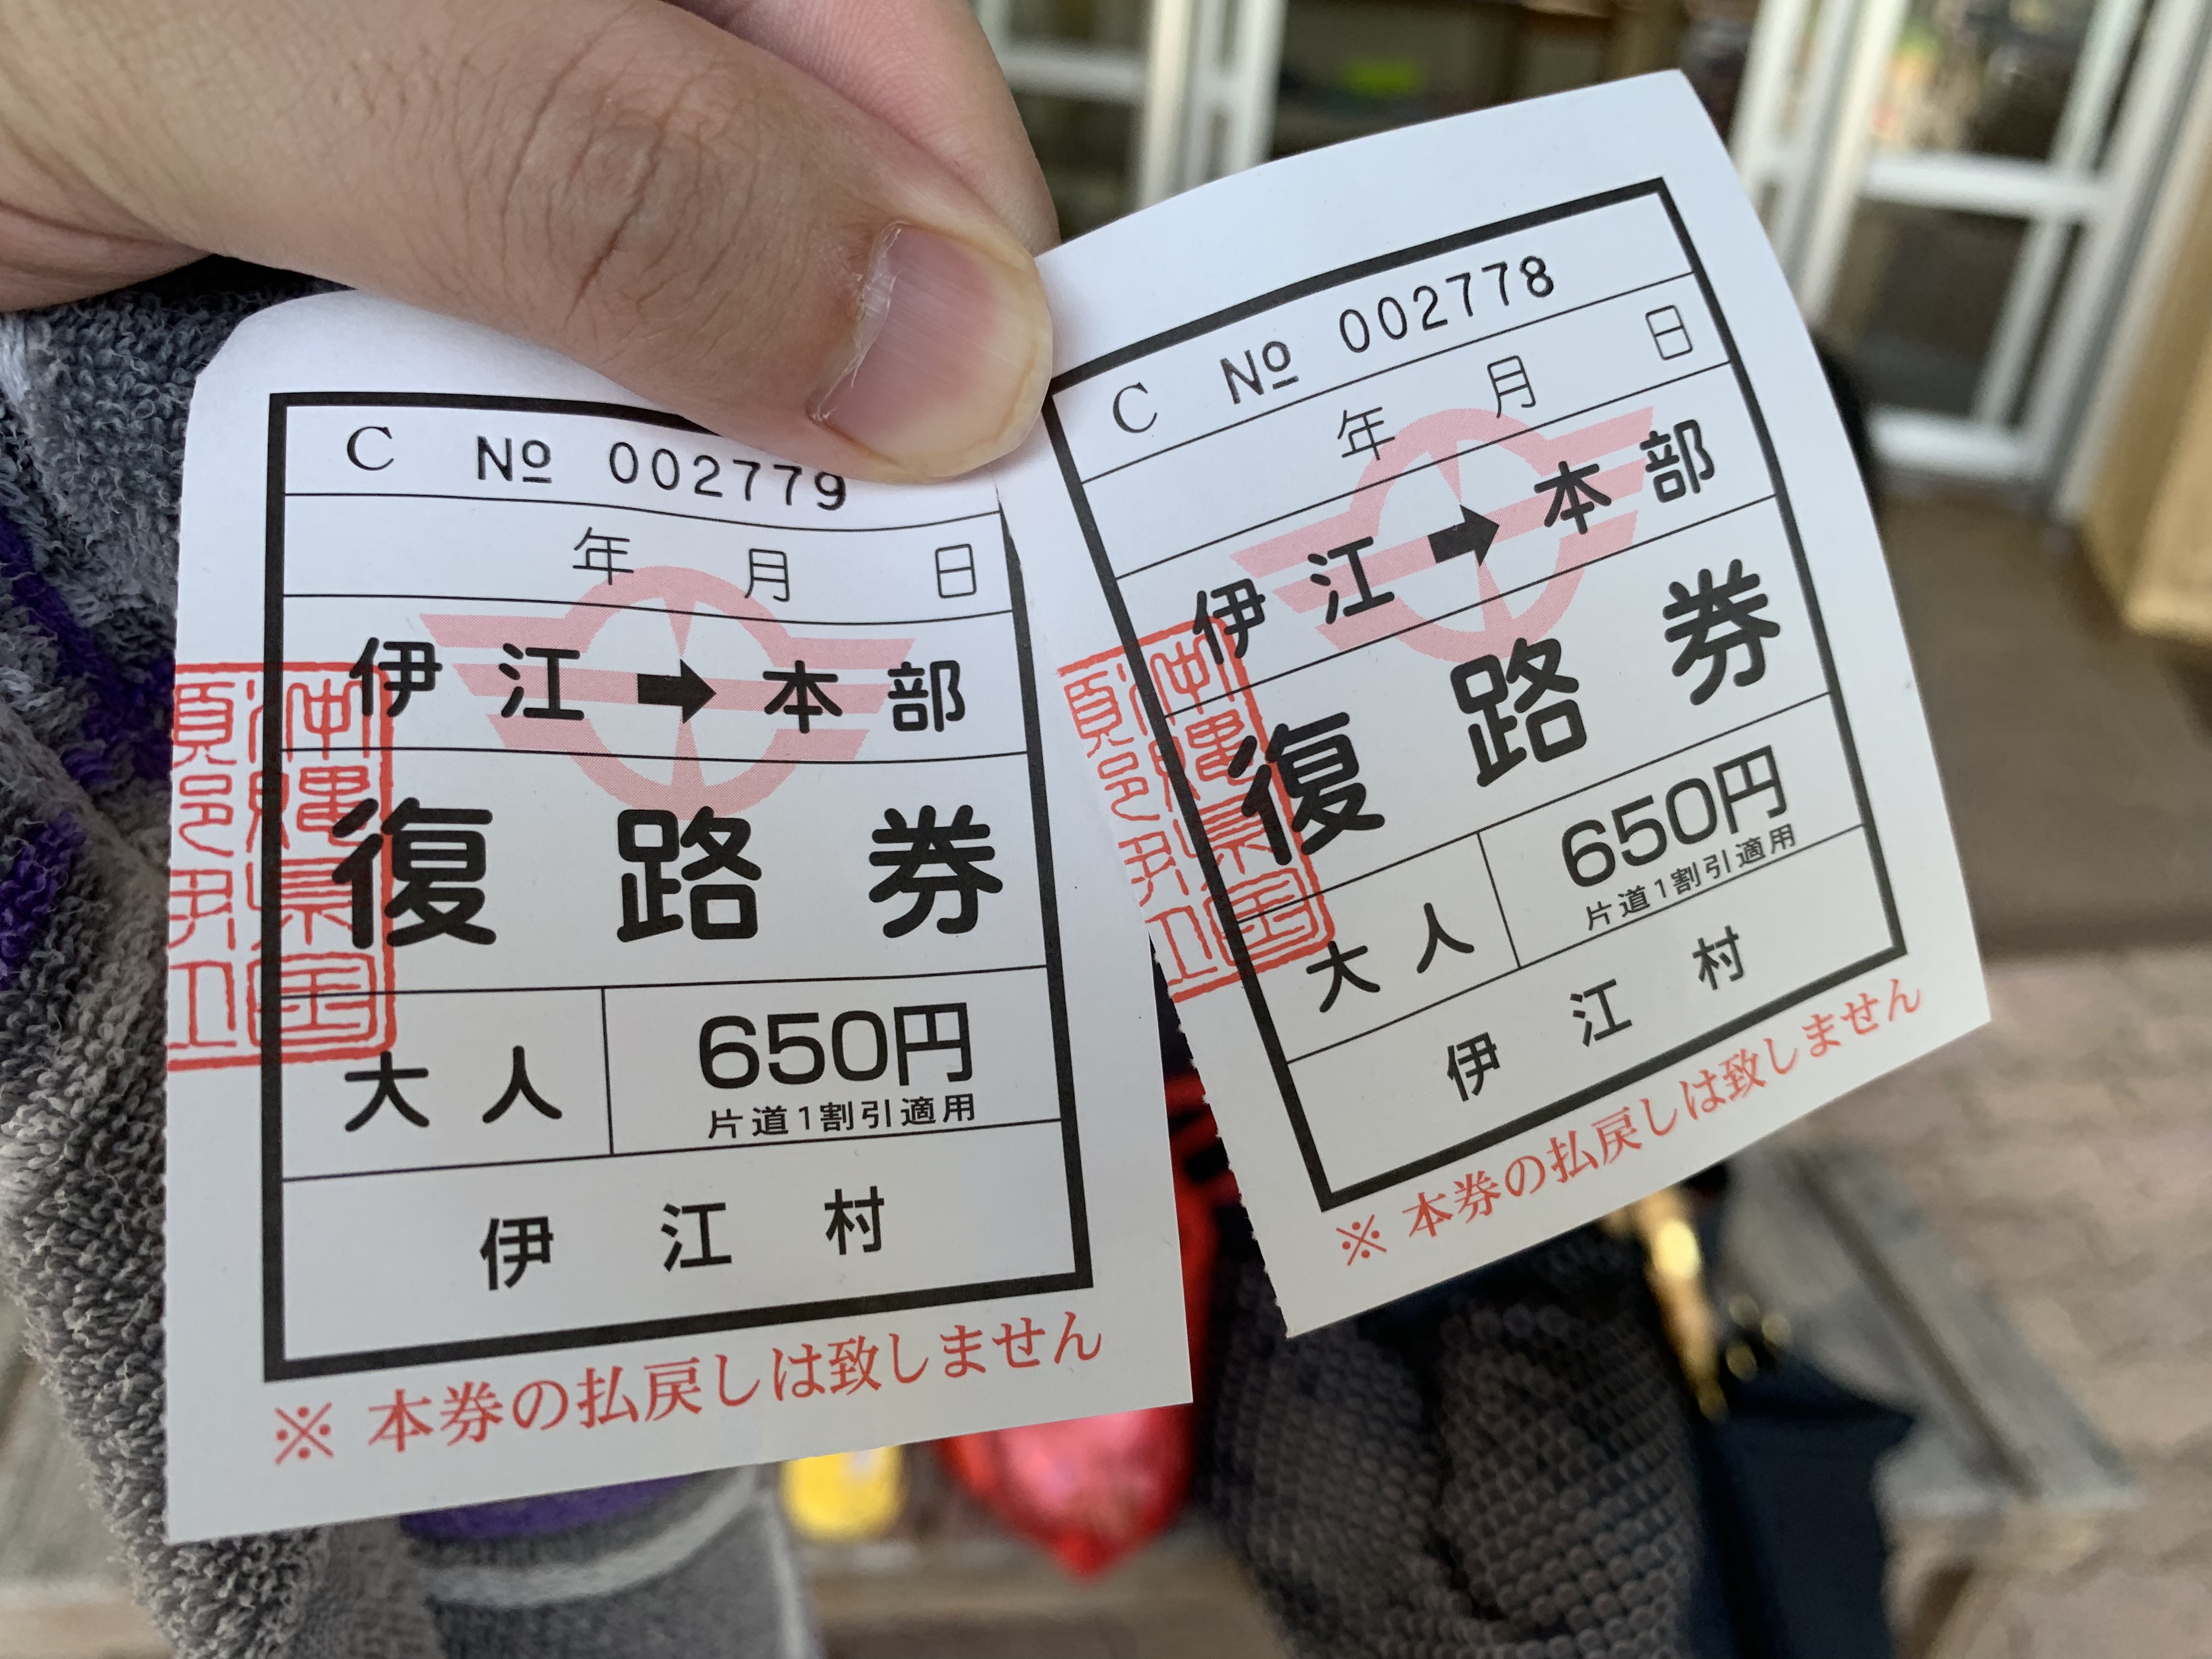 C № 002779
年 月 日
伊江➡本部
復路券
大人 650円
片道1割引適用
伊江村
※本券の払戻しは致しません
C № 002778
年 月 日
伊江➡本部
復路券
大人 650円
片道1割引適用
伊江村
※本券の払戻しは致しません